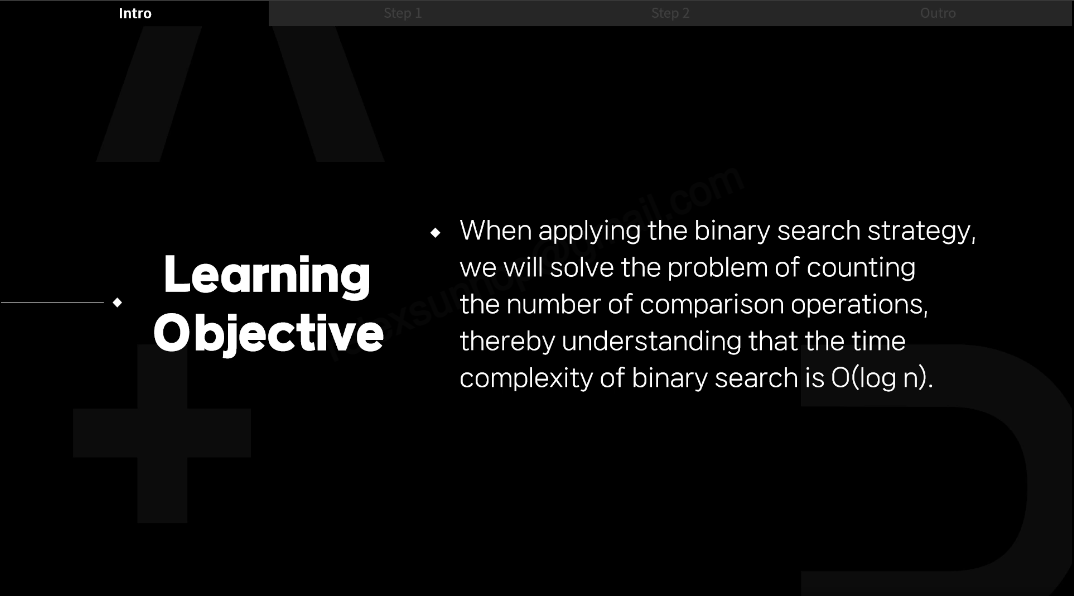 Intro
Step 1
Step 2
Outro
Learning
Objective
When applying the binary search strategy,
we will solve the problem of counting
the number of comparison operations,
thereby understanding that the time
complexity of binary search is O(log n).